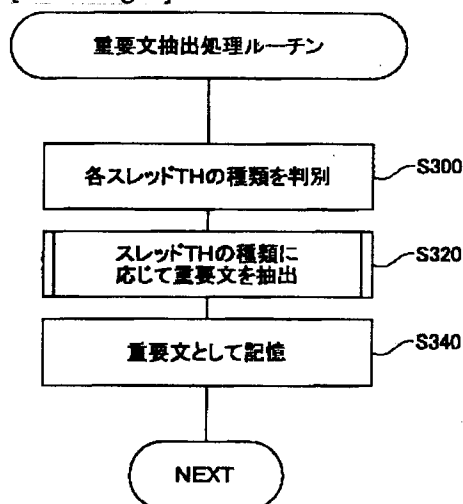 重要文抽出処理ルーチン
各スレッドTHの種類を判別
S300
スレッドTHの種類に
応じて重要文を抽出
S320
重要文として記憶
S340
NEXT